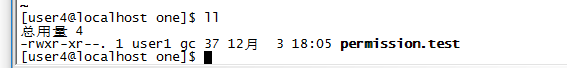 ~
[user4@localhost one]$ ll
总用量 4
-rwxr-xr--. 1 user1 gc 37 12月  3 18:05 permission.test
[user4@localhost one]$